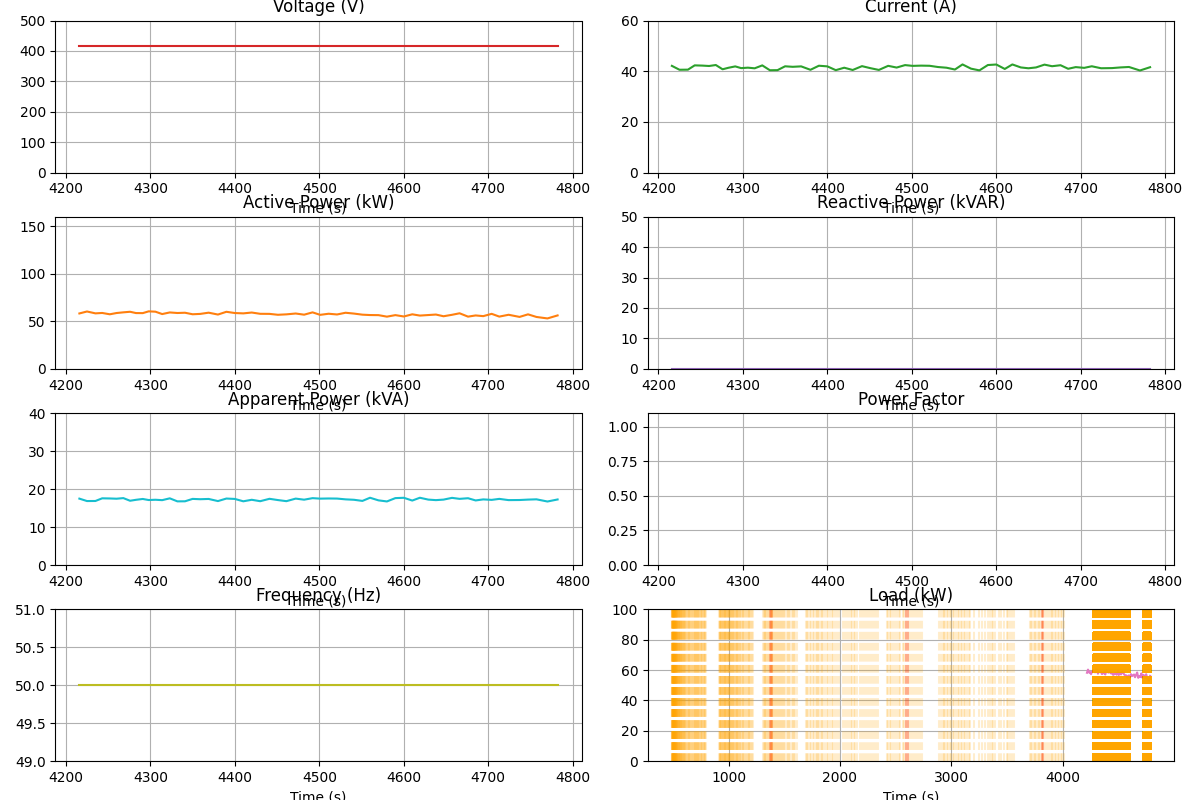 Voltage (V)
500
400
300
200
100
0
4200 4300 4400 4500 4600 4700 4800
Time (s)
Current (A)
60
40
20
0
4200 4300 4400 4500 4600 4700 4800
Time (s)
Active Power (kW)
150
100
50
0
4200 4300 4400 4500 4600 4700 4800
Time (s)
Reactive Power (kVAR)
50
40
30
20
10
0
4200 4300 4400 4500 4600 4700 4800
Time (s)
Apparent Power (kVA)
40
30
20
10
0
4200 4300 4400 4500 4600 4700 4800
Time (s)
Power Factor
1.00
0.75
0.50
0.25
0.00
4200 4300 4400 4500 4600 4700 4800
Time (s)
Frequency (Hz)
51.0
50.5
50.0
49.5
49.0
4200 4300 4400 4500 4600 4700 4800
Time (s)
Load (kW)
100
80
60
40
20
0
1000 2000 3000 4000
Time (s)